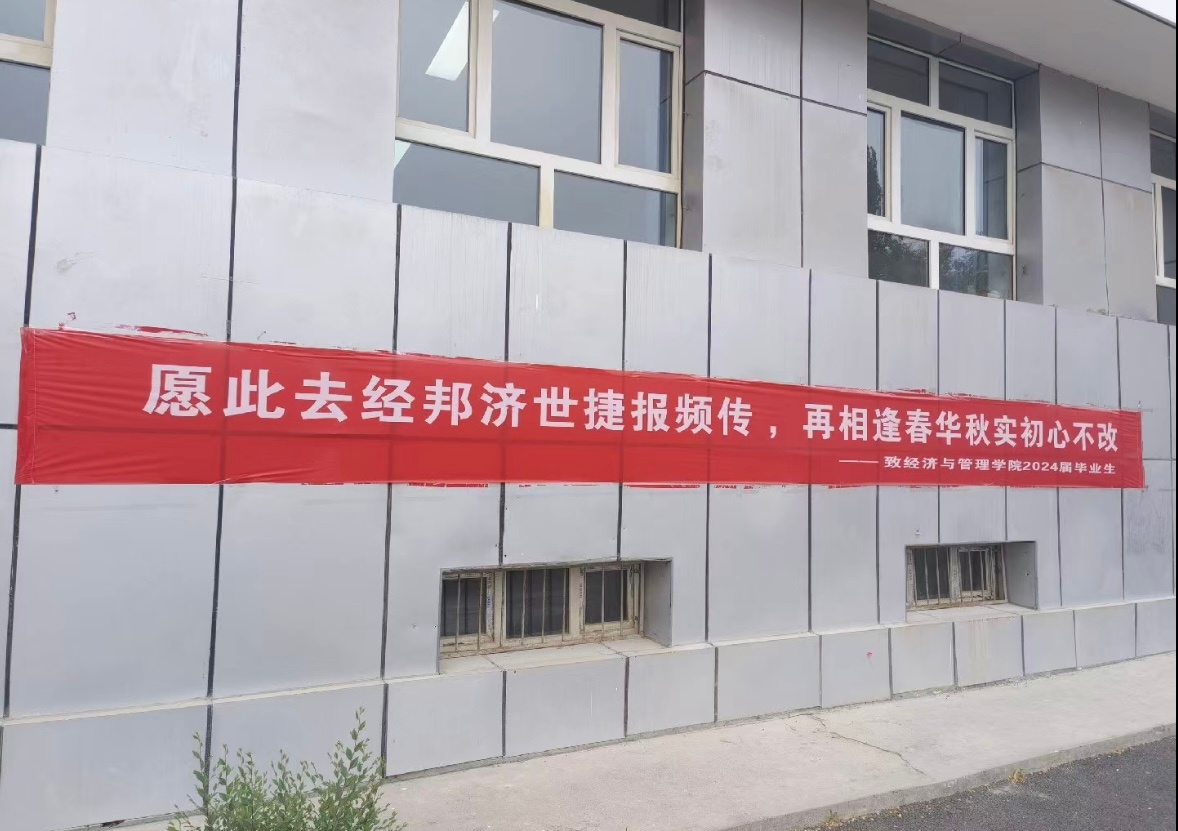 愿此去经邦济世捷报频传，再相逢春华秋实初心不改
——致经济与管理学院2024届毕业生